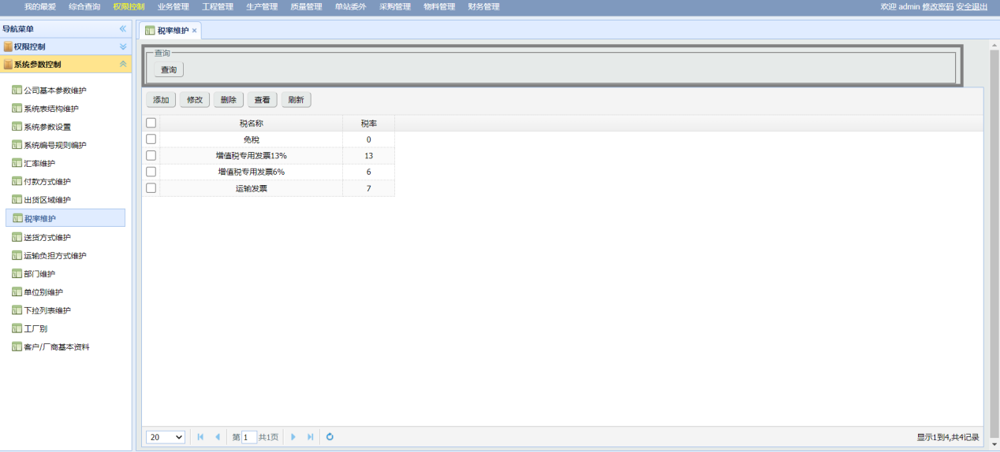 我的最爱 综合查询 权限控制 业务管理 工程管理 生产管理 质量管理 单站委外 采购管理 物料管理 财务管理 欢迎 admin 修改密码 安全退出
导航菜单
权限控制
系统参数控制
公司基本参数维护
系统表结构维护
系统参数设置
系统编号规则编护
汇率维护
付款方式维护
出货区域维护
税率维护
送货方式维护
运输负担方式维护
部门维护
单位别维护
下拉列表维护
工厂别
客户/厂商基本资料
税率维护 ×
查询
查询
添加 修改 删除 查看 刷新
税名称 税率
免税 0
增值税专用发票13% 13
增值税专用发票6% 6
运输发票 7
20 第 1 共1页 显示1到4,共4记录